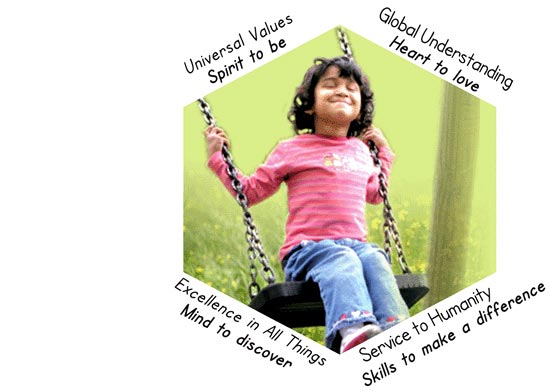 Universal Values
Spirit to be
Global Understanding
Heart to love
Excellence in All Things
Mind to discover
Service to Humanity
Skills to make a difference